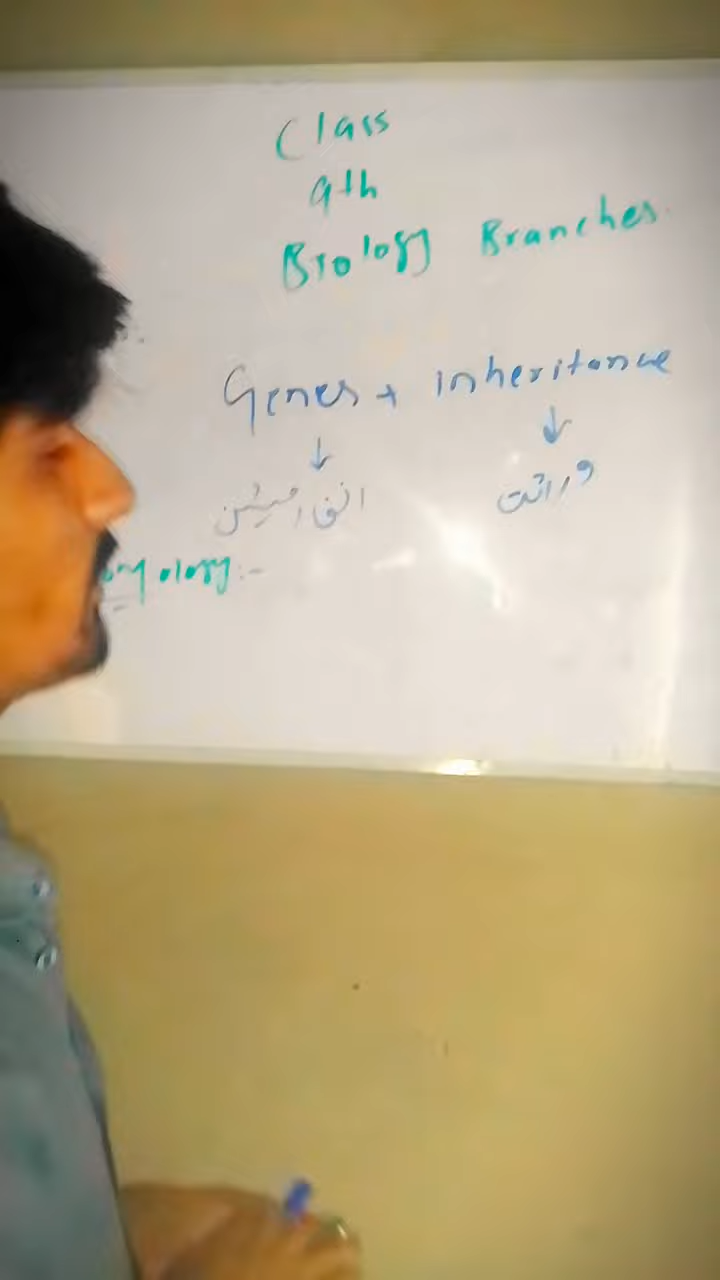 Class
9th
Biology Branches
Genes + inheritance
↓ ↓
انفارمیشن وراثت